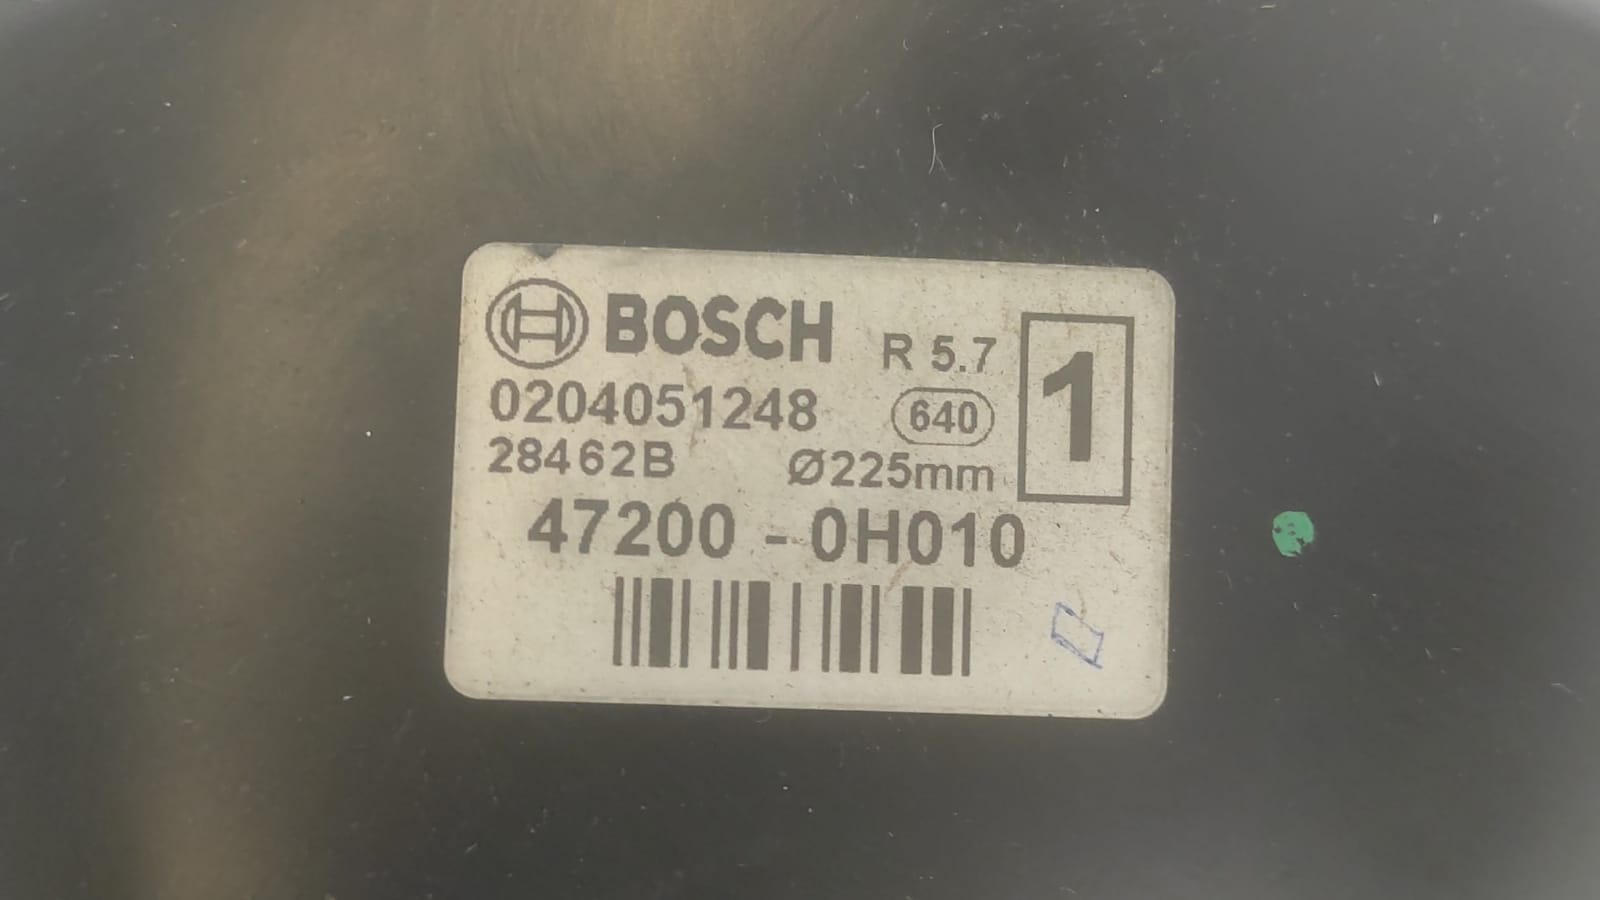 BOSCH R 5.7
0204051248 640
28462B Ø225mm
1
47200 - 0H010